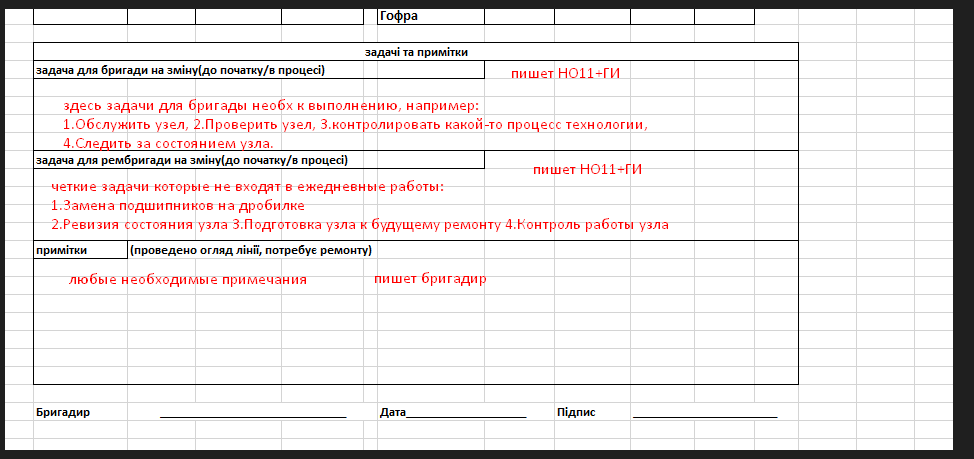 Гофра
задачі та примітки
задача для бригади на зміну(до початку/в процесі)
пишет НО11+ГИ
здесь задачи для бригады необх к выполнению, например:
1.Обслужить узел, 2.Проверить узел, 3.контролировать какой-то процесс технологии,
4.Следить за состоянием узла.
задача для рембригади на зміну(до початку/в процесі)
пишет НО11+ГИ
четкие задачи которые не входят в ежедневные работы:
1.Замена подшипников на дробилке
2.Ревизия состояния узла 3.Подготовка узла к будущему ремонту 4.Контроль работы узла
примітки (проведено огляд лінії, потребує ремонту)
любые необходимые примечания пишет бригадир
Бригадир Дата Підпис